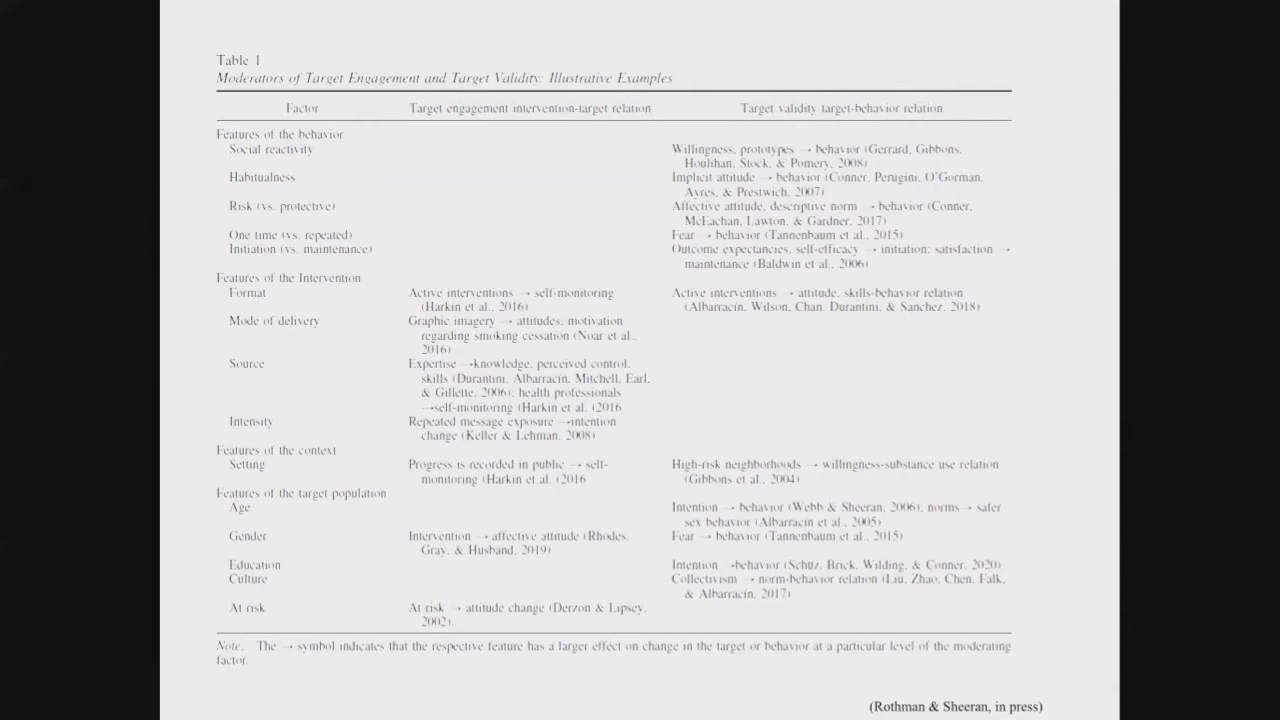 Table 1
Moderators of Target Engagement and Target Validity: Illustrative Examples
Factor Target engagement intervention-target relation Target validity target-behavior relation
Features of the behavior
Social reactivity Willingness, prototypes → behavior (Gerrard, Gibbons,
Houlihan, Stock, & Pomery, 2008)
Habitualness Implicit attitude → behavior (Conner, Perugini, O'Gorman,
Ayres, & Prestwich, 2007)
Risk (vs. protective) Affective attitude, descriptive norm → behavior (Conner,
McEachan, Lawton, & Gardner, 2017)
One time (vs. repeated) Fear → behavior (Tannenbaum et al., 2015)
Initiation (vs. maintenance) Outcome expectancies, self-efficacy → initiation; satisfaction →
maintenance (Baldwin et al., 2006)
Features of the Intervention
Format Active interventions → self-monitoring Active interventions → attitude, skills-behavior relation
(Harkin et al., 2016) (Albarracín, Wilson, Chan, Durantini, & Sanchez, 2018)
Mode of delivery Graphic imagery → attitudes, motivation
regarding smoking cessation (Noar et al.,
2016)
Source Expertise →knowledge, perceived control,
skills (Durantini, Albarracín, Mitchell, Earl,
& Gillette, 2006); health professionals
→self-monitoring (Harkin et al. (2016
Intensity Repeated message exposure →intention
change (Keller & Lehman, 2008)
Features of the context
Setting Progress is recorded in public → self- High-risk neighborhoods → willingness-substance use relation
monitoring (Harkin et al. (2016 (Gibbons et al., 2004)
Features of the target population
Age Intention → behavior (Webb & Sheeran, 2006); norms→ safer
sex behavior (Albarracín et al., 2005)
Gender Intervention → affective attitude (Rhodes, Fear → behavior (Tannenbaum et al., 2015)
Gray, & Husband, 2019)
Education Intention →behavior (Schüz, Brick, Wilding, & Conner, 2020)
Culture Collectivism → norm-behavior relation (Liu, Zhao, Chen, Falk,
& Albarracín, 2017)
At risk At risk → attitude change (Derzon & Lipsey,
2002).
Note. The → symbol indicates that the respective feature has a larger effect on change in the target or behavior at a particular level of the moderating
factor.
(Rothman & Sheeran, in press)